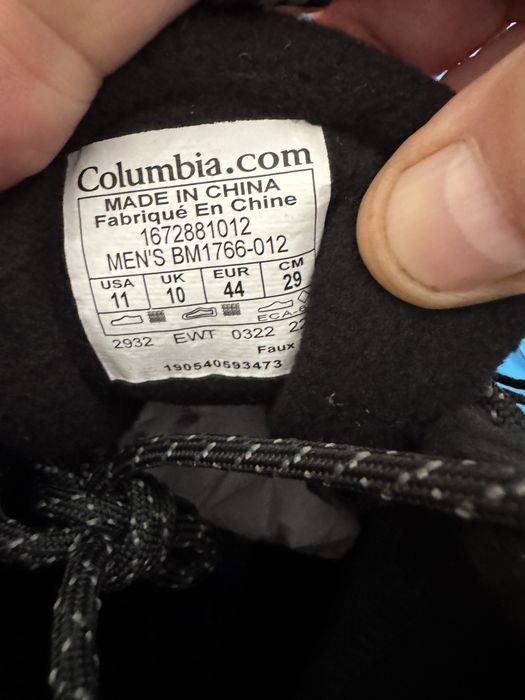 Columbia.com
MADE IN CHINA
Fabriqué En Chine
1672881012
MEN'S BM1766-012
USA UK EUR CM
11 10 44 29
2932 EWT 0322
Faux
190540593473